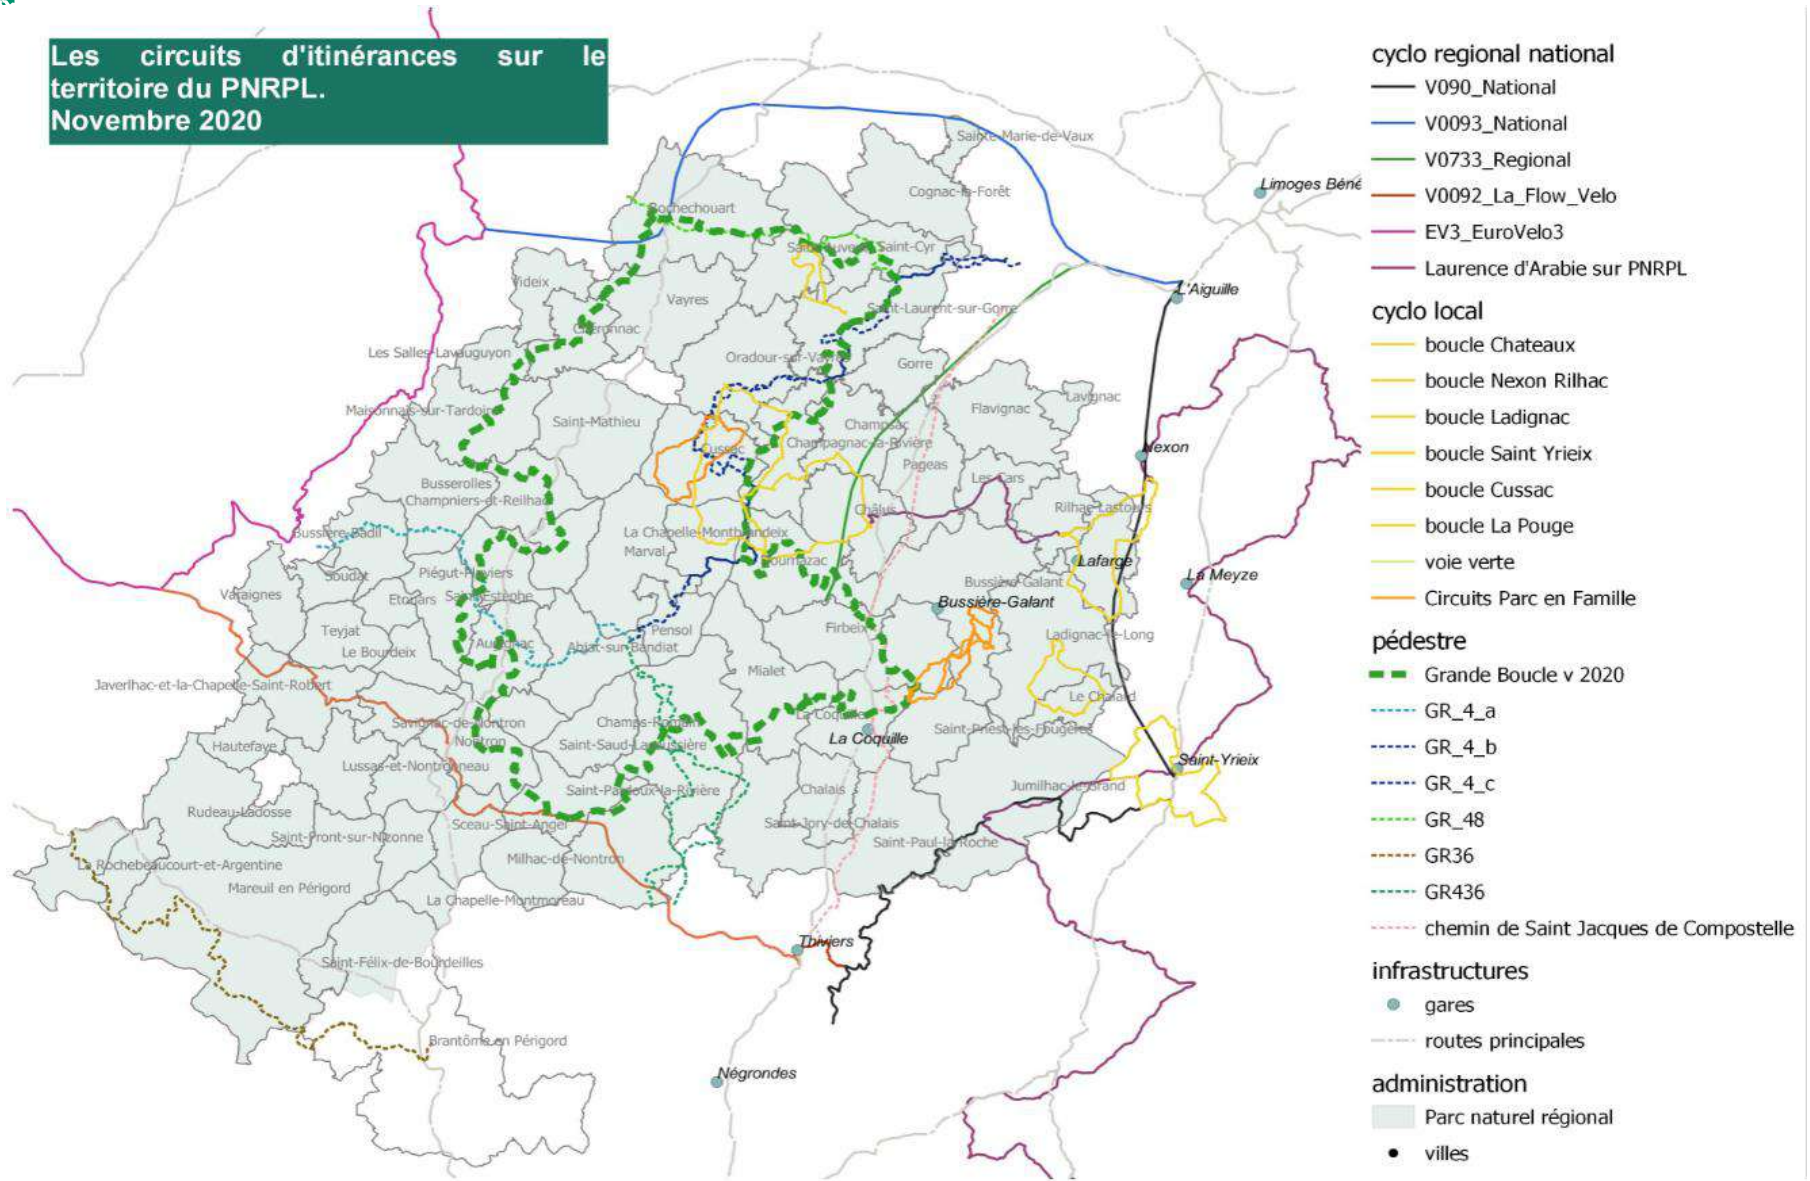 Les circuits d'itinérances sur le
territoire du PNRPL.
Novembre 2020
Sainte-Marie-de-Vaux
Cognac-la-Forêt
Limoges Béné
Rochechouart
Saint-Cyr
Videix
Vayres
L'Aiguille
Saint-Laurent-sur-Gorre
Chéronnac
Les Salles-Lavauguyon
Oradour-sur-Vayres
Gorre
Maisonnais-sur-Tardoire
Saint-Mathieu
Flavignac
Lavignac
Champsac
Cussac
Champagnac-la-Rivière
Nexon
Pageas
Les Cars
Busserolles
Champniers-et-Reilhac
Châlus
Rilhac-Lastours
Bussière-Badil
La Chapelle-Montbrandeix
Marval
Lafarge
Soudat
Piégut-Pluviers
Bussière-Galant
La Meyze
Varaignes
Etouars
Saint-Estèphe
Bussière-Galant
Teyjat
Pensol
Firbeix
Ladignac-le-Long
Le Bourdeix
Augignac
Abjat-sur-Bandiat
Mialet
Javerlhac-et-la-Chapelle-Saint-Robert
Le Chalard
Savignac-de-Nontron
Champs-Romain
La Coquille
La Coquille
Saint-Priest-les-Fougères
Hautefaye
Nontron
Saint-Saud-Lacoussière
Lussas-et-Nontronneau
Saint-Yrieix
Saint-Pardoux-la-Rivière
Chalais
Jumilhac-le-Grand
Rudeau-Ladosse
Sceau-Saint-Angel
Saint-Jory-de-Chalais
Saint-Front-sur-Nizonne
Saint-Paul-la-Roche
La Rochebeaucourt-et-Argentine
Milhac-de-Nontron
Mareuil en Périgord
La Chapelle-Montmoreau
Thiviers
Saint-Félix-de-Bourdeilles
Brantôme en Périgord
Négrondes
cyclo regional national
V090_National
V0093_National
V0733_Regional
V0092_La_Flow_Velo
EV3_EuroVelo3
Laurence d'Arabie sur PNRPL
cyclo local
boucle Chateaux
boucle Nexon Rilhac
boucle Ladignac
boucle Saint Yrieix
boucle Cussac
boucle La Pouge
voie verte
Circuits Parc en Famille
pédestre
Grande Boucle v 2020
GR_4_a
GR_4_b
GR_4_c
GR_48
GR36
GR436
chemin de Saint Jacques de Compostelle
infrastructures
gares
routes principales
administration
Parc naturel régional
villes